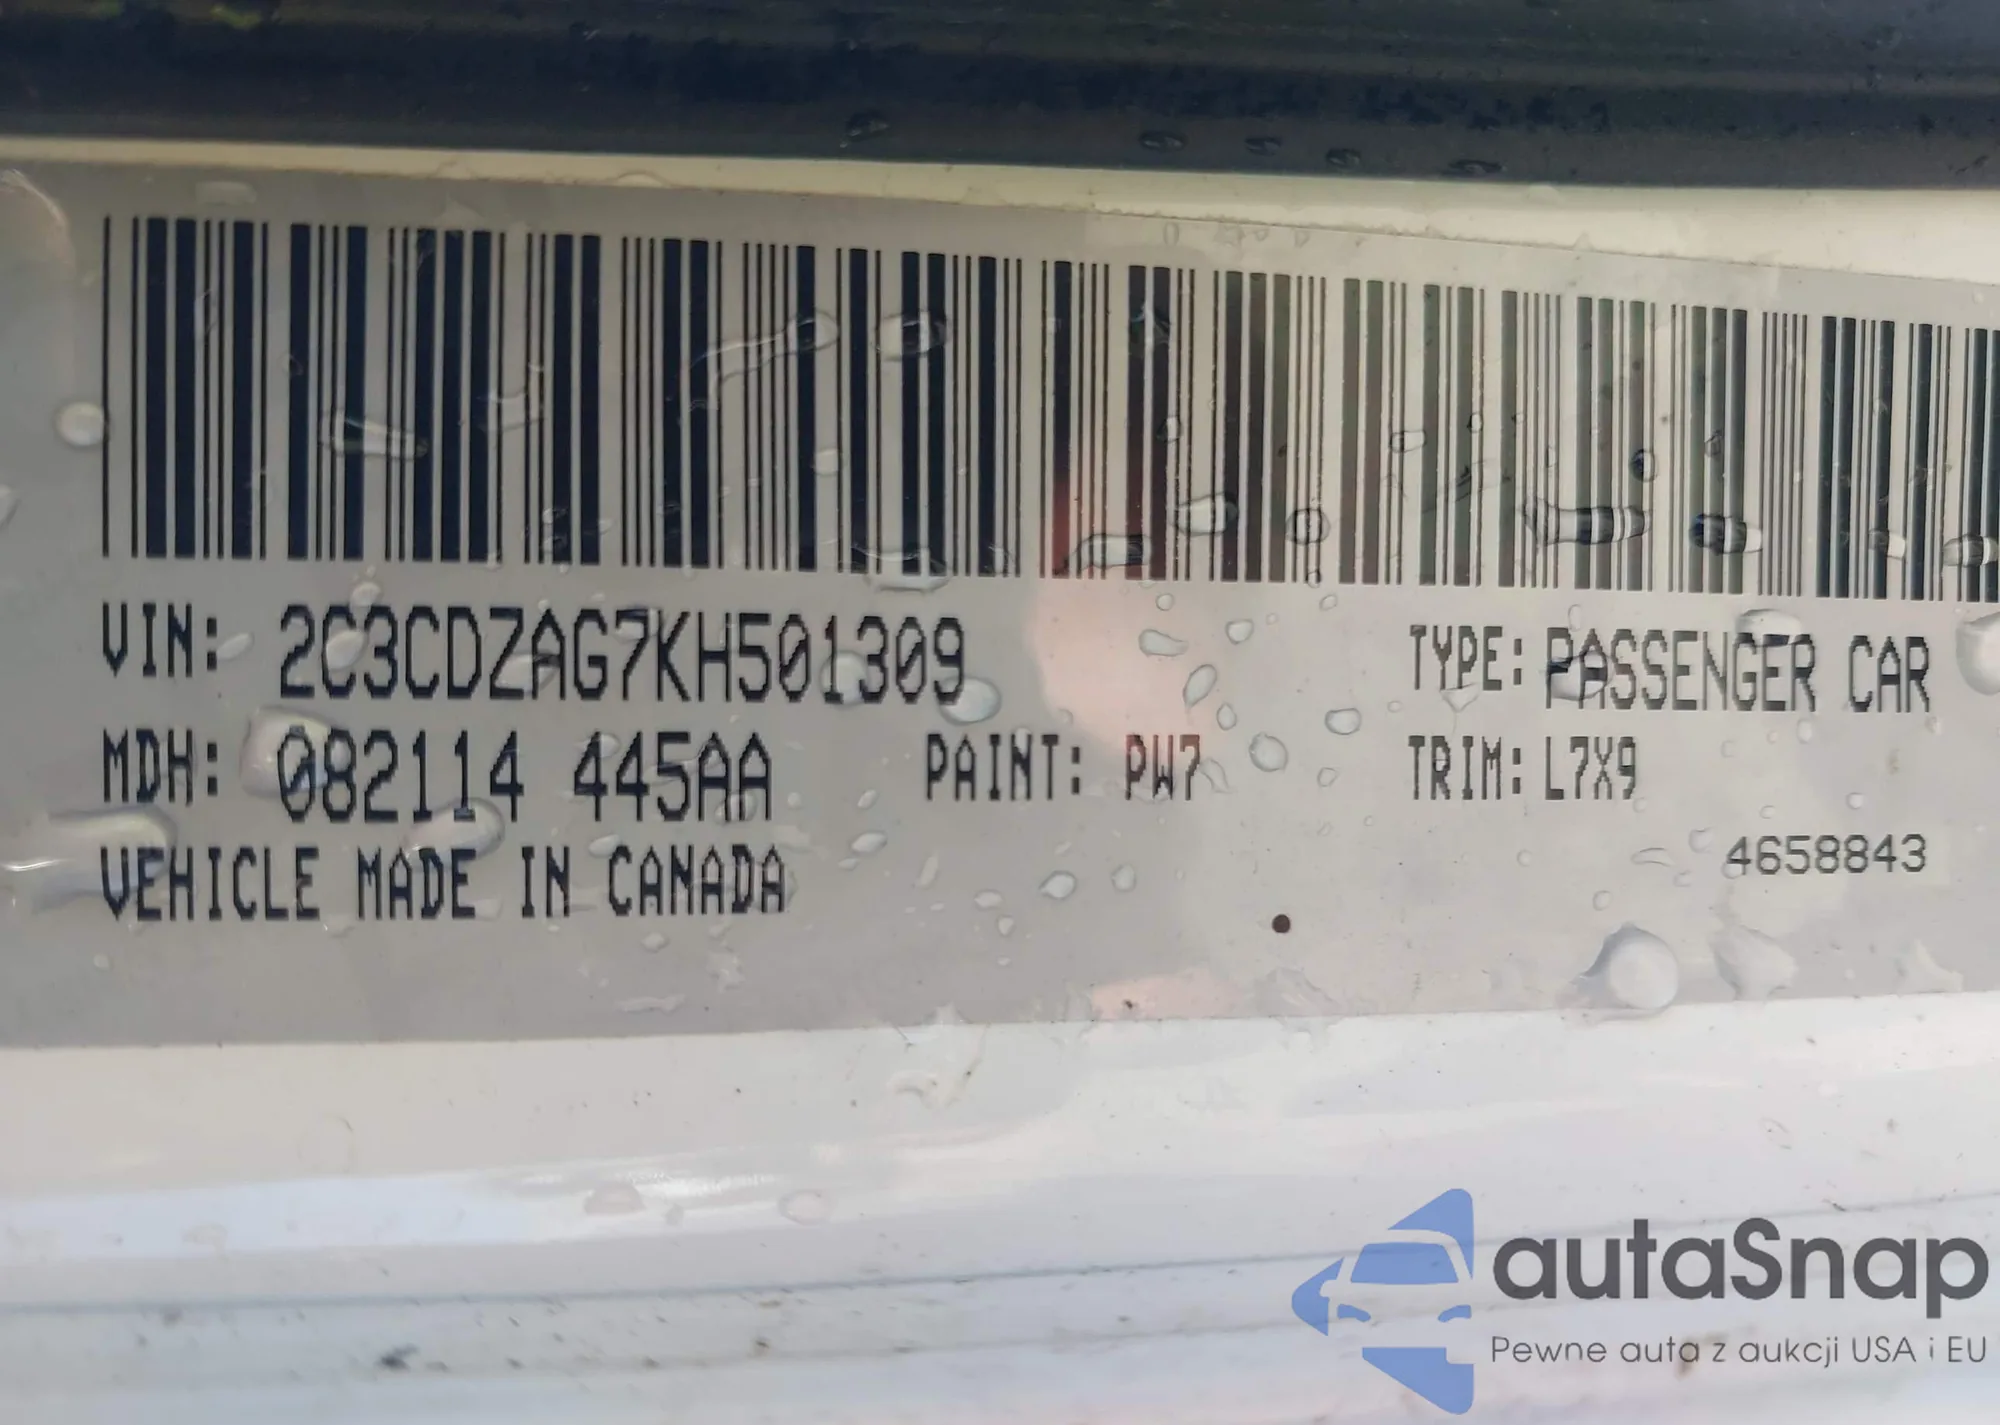 VIN: 2C3CDZAG7KH501309 TYPE: PASSENGER CAR
MDH: 082114 445AA PAINT: PW7 TRIM: L7X9
4658843
VEHICLE MADE IN CANADA
autaSnap
Pewne auta z aukcji USA i EU